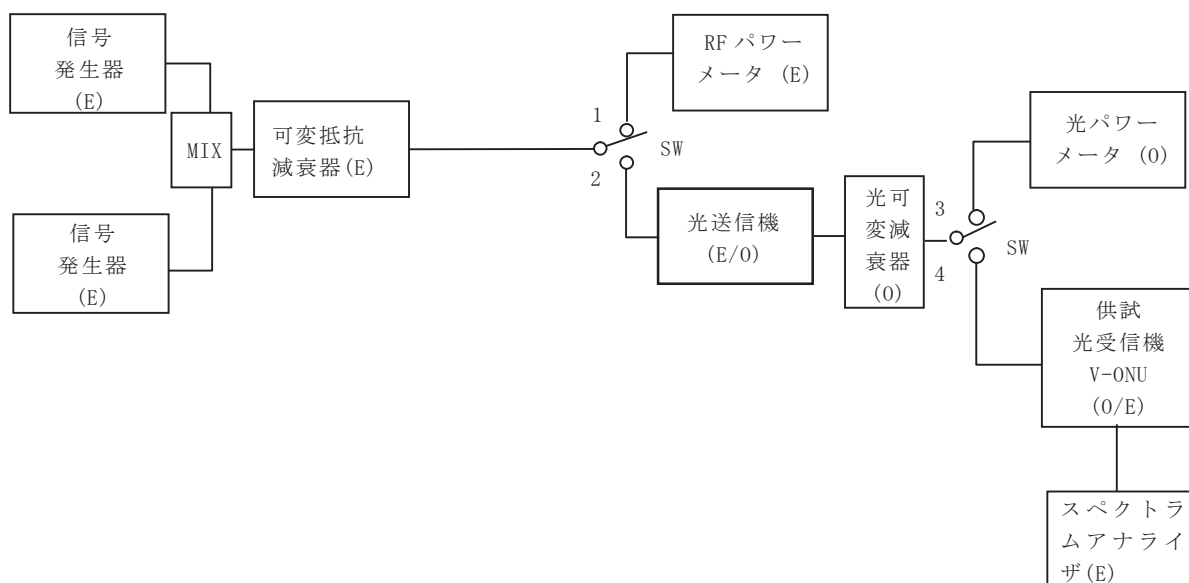 信号
発生器
(E)
MIX
可変抵抗
減衰器(E)
信号
発生器
(E)
RF パワー
メータ (E)
1
2
SW
光送信機
(E/O)
光可
変減
衰器
(O)
3
4
SW
光パワー
メータ (O)
供試
光受信機
V-ONU
(O/E)
スペクトラ
ムアナライ
ザ(E)